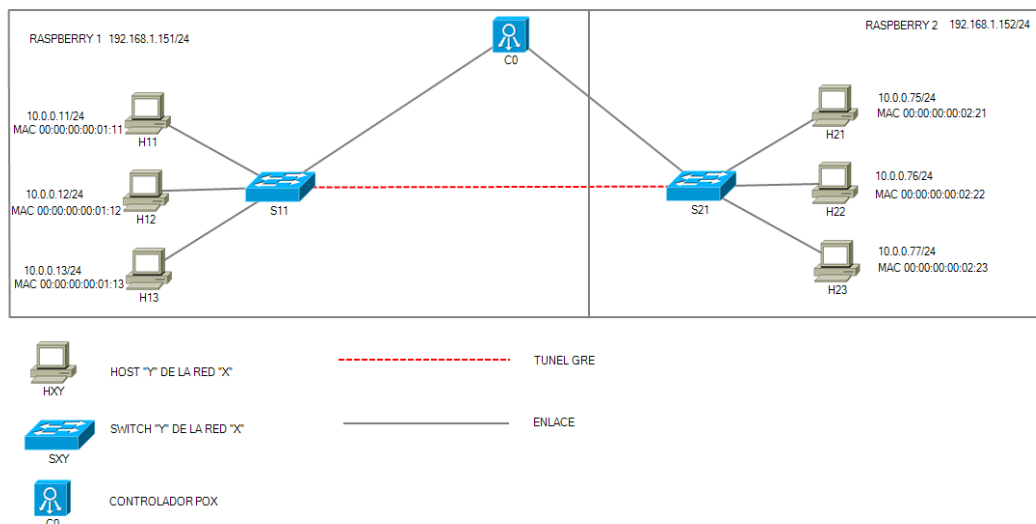 RASPBERRY 1 192.168.1.151/24
RASPBERRY 2 192.168.1.152/24
C0
10.0.0.11/24
MAC 00:00:00:00:01:11
H11
10.0.0.12/24
MAC 00:00:00:00:01:12
H12
10.0.0.13/24
MAC 00:00:00:00:01:13
H13
S11
S21
10.0.0.75/24
MAC 00:00:00:00:02:21
H21
10.0.0.76/24
MAC 00:00:00:00:02:22
H22
10.0.0.77/24
MAC 00:00:00:00:02:23
H23
HXY
HOST "Y" DE LA RED "X"
TUNEL GRE
SXY
SWITCH "Y" DE LA RED "X"
ENLACE
C0
CONTROLADOR POX